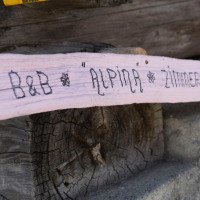 B&B * "ALPINA" * ZIMMER